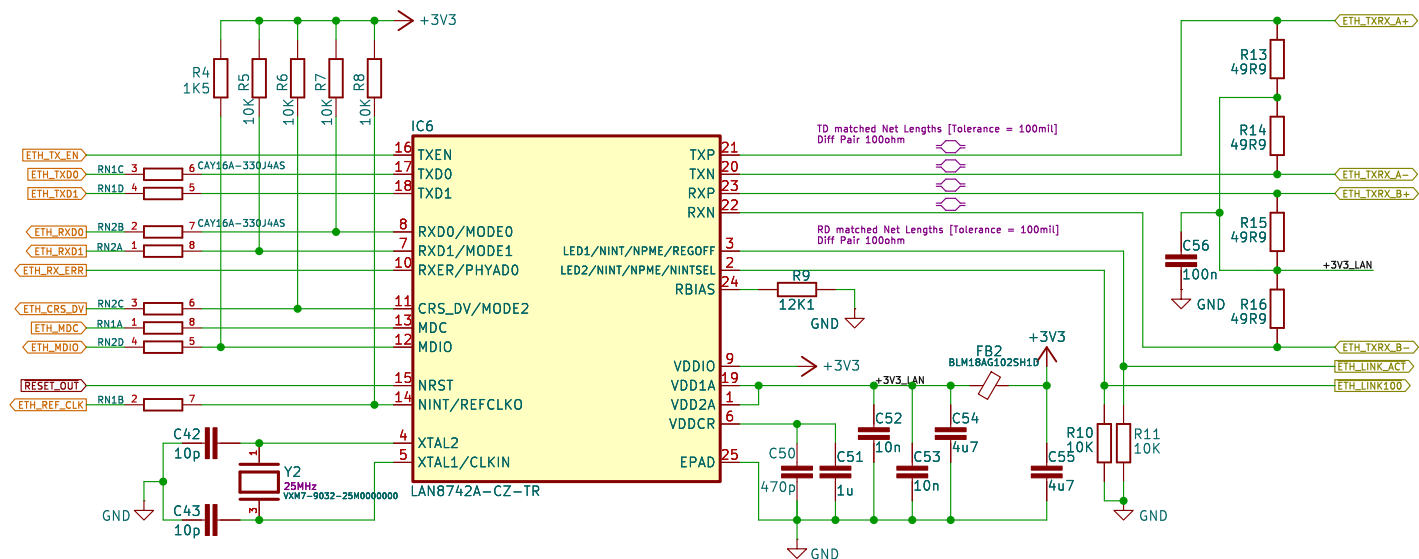 +3V3
ETH_TXRX_A+
R4
1K5
R5
10K
R6
10K
R7
10K
R8
10K
R13
49R9
IC6
TD matched Net Lengths [Tolerance = 100mil]
Diff Pair 100ohm
R14
49R9
ETH_TX_EN
16
TXEN
TXP
21
ETH_TXD0
RN1C
3
6
CAY16A-330J4AS
17
TXD0
TXN
20
ETH_TXRX_A-
ETH_TXD1
RN1D
4
5
18
TXD1
RXP
23
ETH_TXRX_B+
RXN
22
ETH_RXD0
RN2B
2
7
CAY16A-330J4AS
8
RXD0/MODE0
RD matched Net Lengths [Tolerance = 100mil]
Diff Pair 100ohm
R15
49R9
ETH_RXD1
RN2A
1
8
7
RXD1/MODE1
LED1/NINT/NPME/REGOFF
3
C56
100n
GND
ETH_RX_ERR
10
RXER/PHYAD0
LED2/NINT/NPME/NINTSEL
2
+3V3_LAN
RBIAS
24
R9
12K1
GND
R16
49R9
ETH_CRS_DV
RN2C
3
6
11
CRS_DV/MODE2
ETH_MDC
RN1A
1
8
13
MDC
ETH_MDIO
RN2D
4
5
12
MDIO
ETH_TXRX_B-
VDDIO
9
+3V3
FB2
BLM18AG102SH1D
+3V3
ETH_LINK_ACT
RESET_OUT
15
NRST
VDD1A
19
+3V3_LAN
ETH_LINK100
ETH_REF_CLK
RN1B
2
7
14
NINT/REFCLKO
VDD2A
1
VDDCR
6
C52
10n
C54
4u7
R10
10K
R11
10K
C42
10p
4
XTAL2
1
5
XTAL1/CLKIN
EPAD
25
C50
470p
C51
1u
C53
10n
C55
4u7
Y2
25MHz
VXM7-9032-25M0000000
3
LAN8742A-CZ-TR
GND
C43
10p
GND
GND